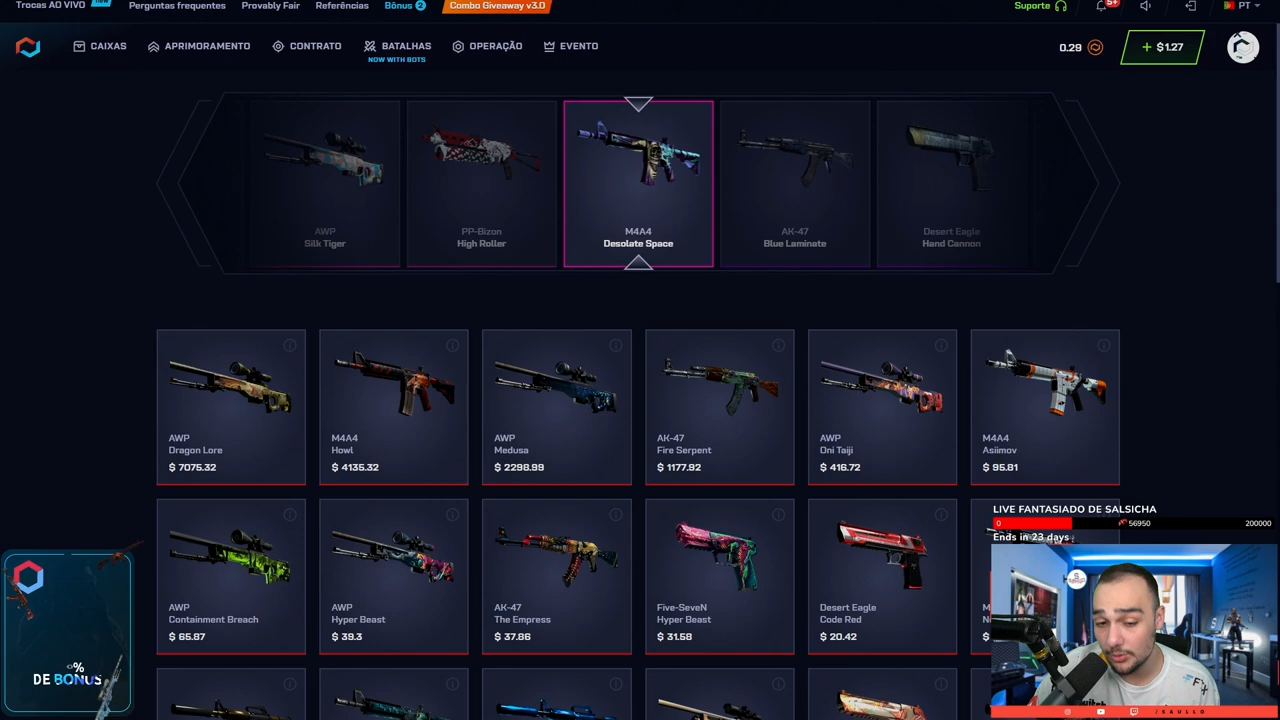 Trocas AO VIVO
Perguntas frequentes
Provably Fair
Referências
Bônus 2
Combo Giveaway v3.0
Suporte
5+
PT
CAIXAS
APRIMORAMENTO
CONTRATO
BATALHAS
NOW WITH BOTS
OPERAÇÃO
EVENTO
0.29
+ $1.27
AWP
Silk Tiger
PP-Bizon
High Roller
M4A4
Desolate Space
AK-47
Blue Laminate
Desert Eagle
Hand Cannon
AWP
Dragon Lore
$ 7075.32
M4A4
Howl
$ 4135.32
AWP
Medusa
$ 2298.99
AK-47
Fire Serpent
$ 1177.92
AWP
Oni Taiji
$ 416.72
M4A4
Asiimov
$ 95.81
AWP
Containment Breach
$ 65.87
AWP
Hyper Beast
$ 39.3
AK-47
The Empress
$ 37.86
Five-SeveN
Hyper Beast
$ 31.58
Desert Eagle
Code Red
$ 20.42
LIVE FANTASIADO DE SALSICHA
0
56950
200000
Ends in 23 days
%
DE BONUS
/SAULLO